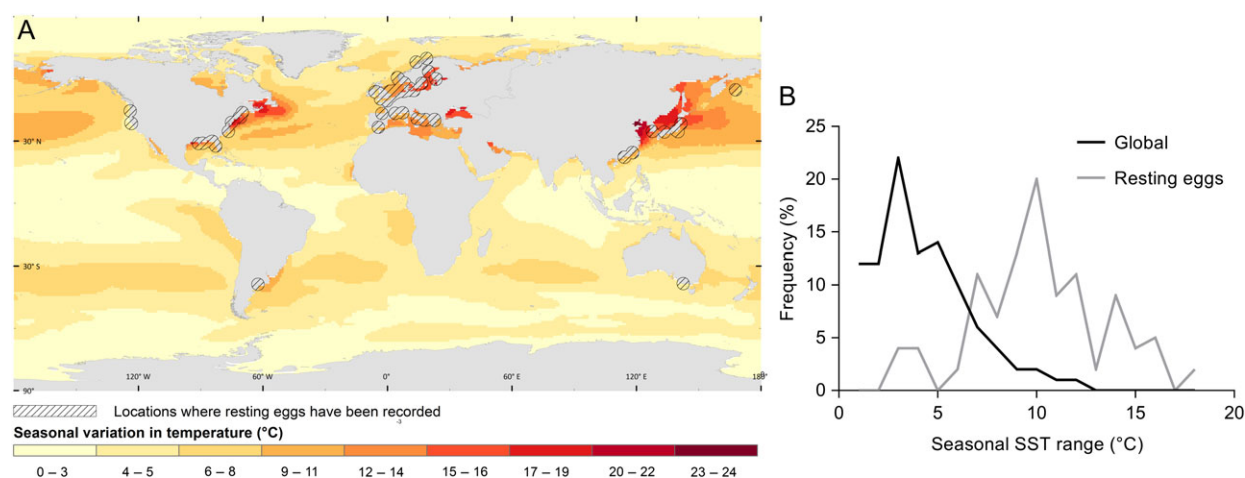 A
30° N
30° S
90°
120° W
60° W
0°
60° E
120° E
180°
Locations where resting eggs have been recorded
-3
Seasonal variation in temperature (°C)
0 – 3
4 – 5
6 – 8
9 – 11
12 – 14
15 – 16
17 – 19
20 – 22
23 – 24
B
25
20
15
10
5
0
Frequency (%)
Global
Resting eggs
0
5
10
15
20
Seasonal SST range (°C)